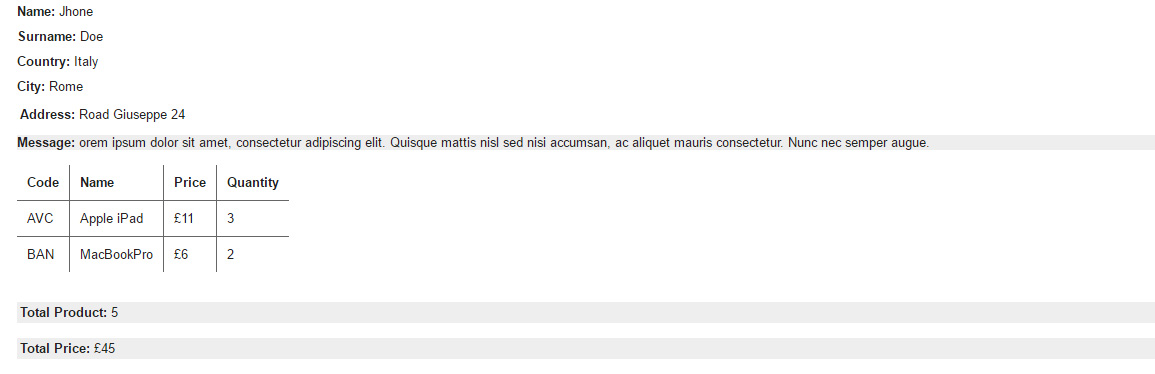 Name: Jhone
Surname: Doe
Country: Italy
City: Rome
Address: Road Giuseppe 24
Message: orem ipsum dolor sit amet, consectetur adipiscing elit. Quisque mattis nisl sed nisi accumsan, ac aliquet mauris consectetur. Nunc nec semper augue.
Code Name Price Quantity
AVC Apple iPad £11 3
BAN MacBookPro £6 2
Total Product: 5
Total Price: £45